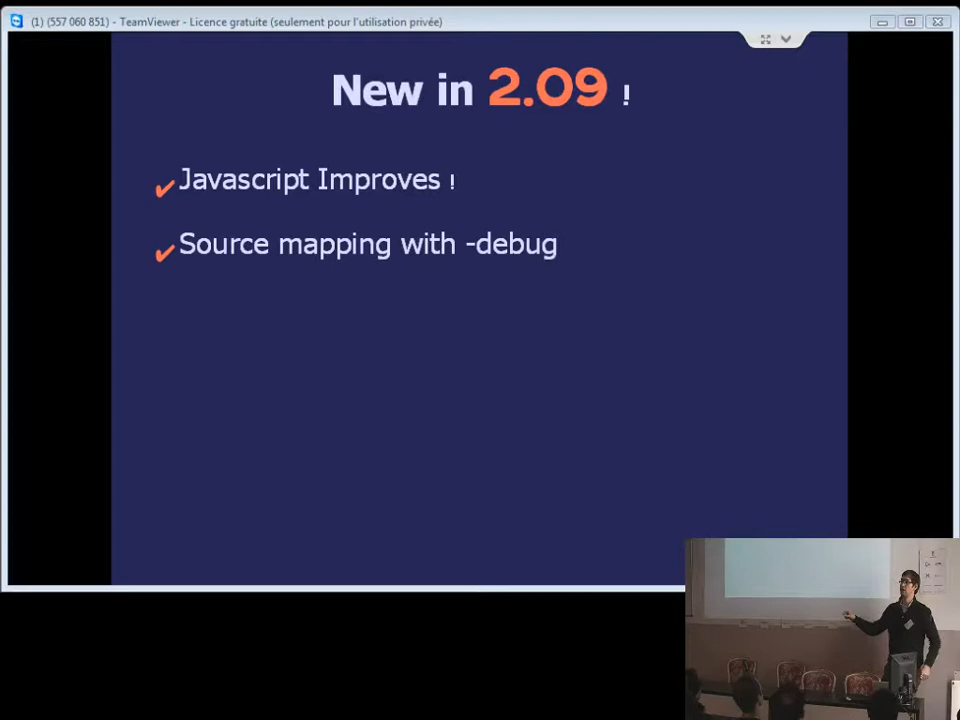 (1) (557 060 851) - TeamViewer - Licence gratuite (seulement pour l'utilisation privée)
New in 2.09 !
✔ Javascript Improves !
✔ Source mapping with -debug